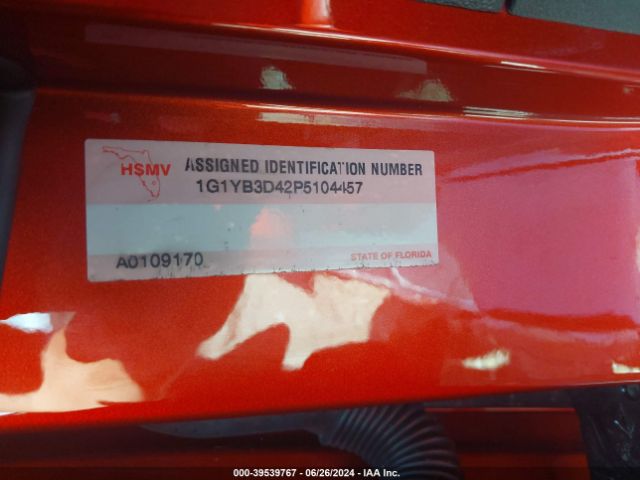 HSMV
ASSIGNED IDENTIFICATION NUMBER
1G1YB3D42P5104457
A0109170
STATE OF FLORIDA
000-39539767 - 06/26/2024 - IAA Inc.